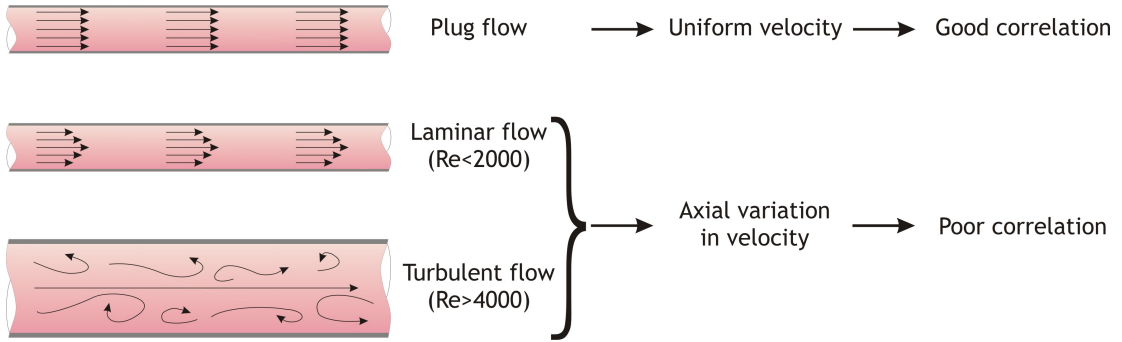 Plug flow
Uniform velocity
Good correlation
Laminar flow
(Re<2000)
Axial variation
in velocity
Poor correlation
Turbulent flow
(Re>4000)